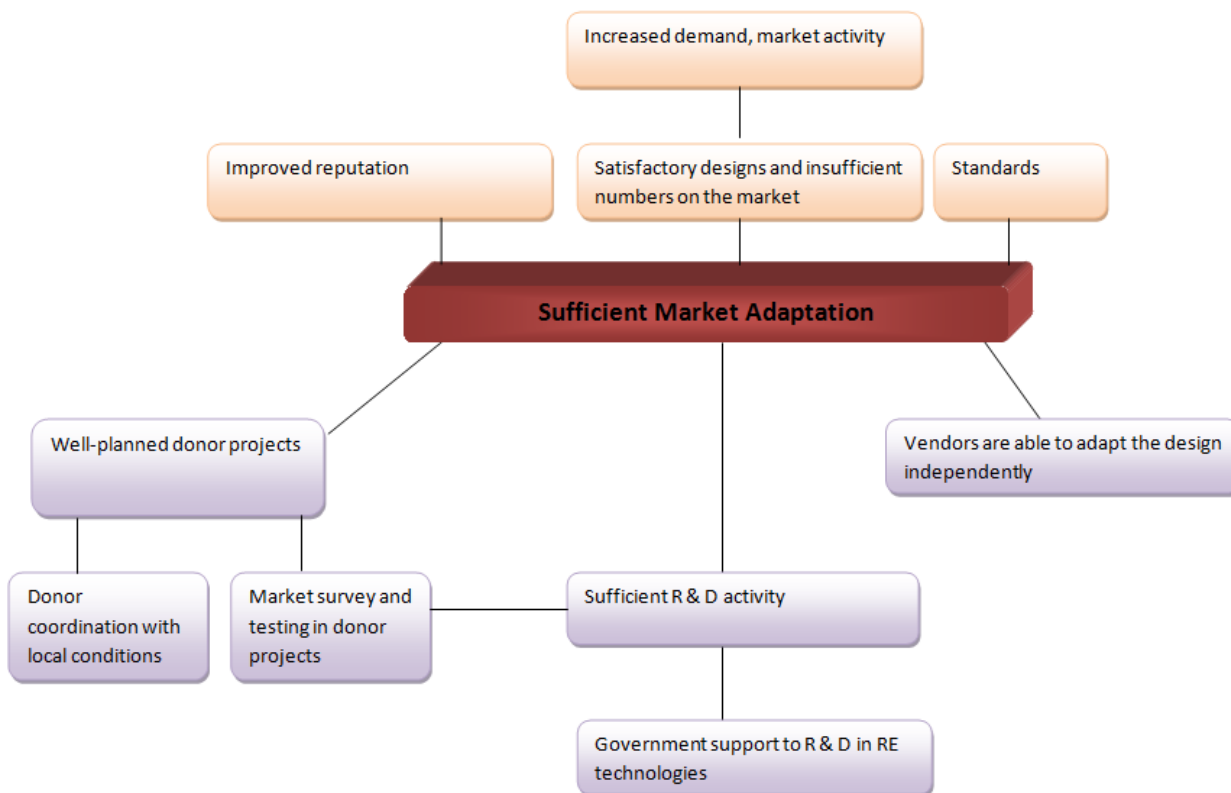 Increased demand, market activity
Improved reputation
Satisfactory designs and insufficient
numbers on the market
Standards
Sufficient Market Adaptation
Well-planned donor projects
Vendors are able to adapt the design
independently
Donor
coordination with
local conditions
Market survey and
testing in donor
projects
Sufficient R & D activity
Government support to R & D in RE
technologies